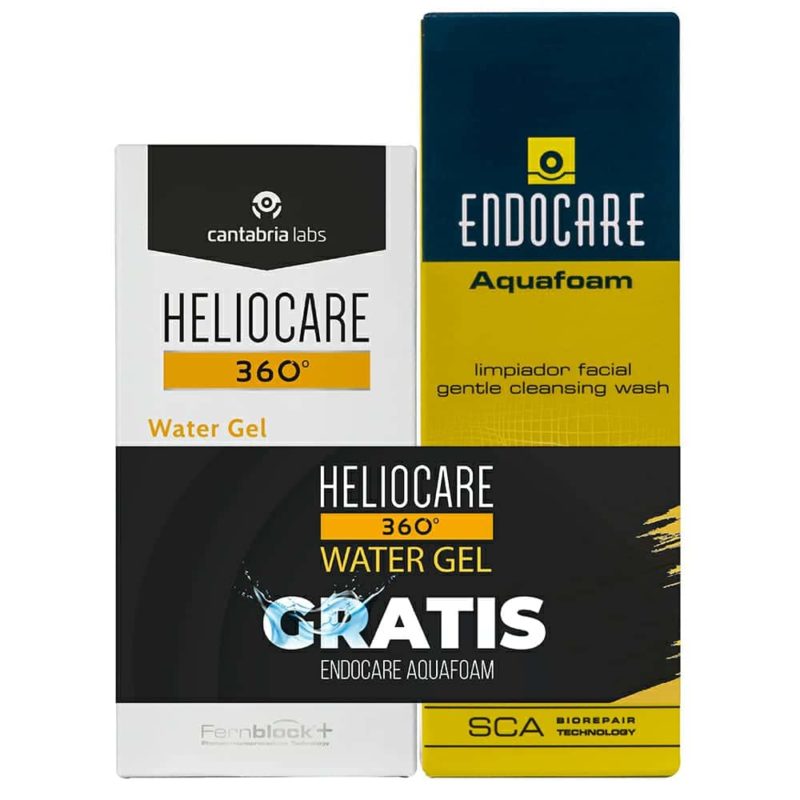 cantabria labs
HELIOCARE
360°
Water Gel
ENDOCARE
Aquafoam
limpiador facial
gentle cleansing wash
HELIOCARE
360°
WATER GEL
GRATIS
ENDOCARE AQUAFOAM
Fernblock+
SCA BIOREPAIR
TECHNOLOGY